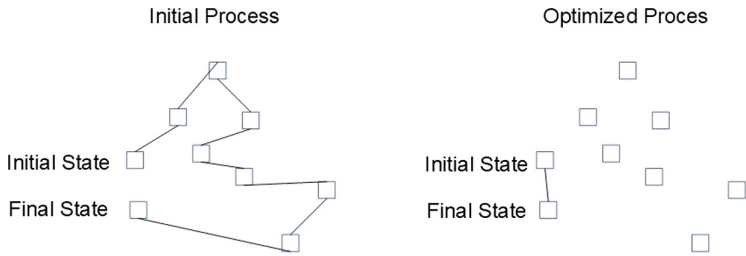 Initial Process
Optimized Proces
Initial State
Final State
Initial State
Final State